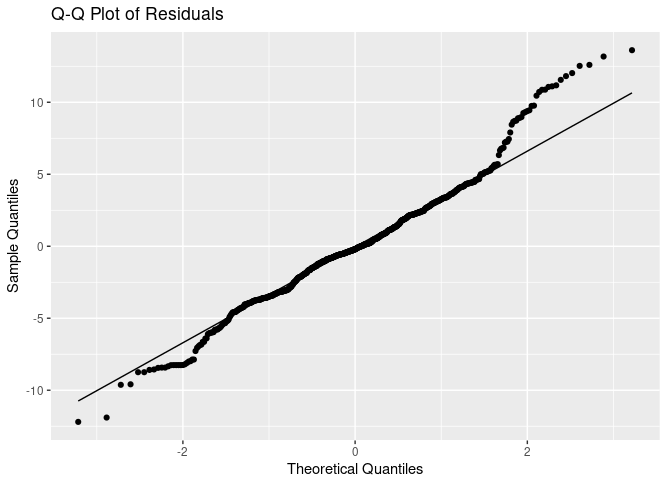 Q-Q Plot of Residuals
10
5
0
-5
-10
Sample Quantiles
-2
0
2
Theoretical Quantiles